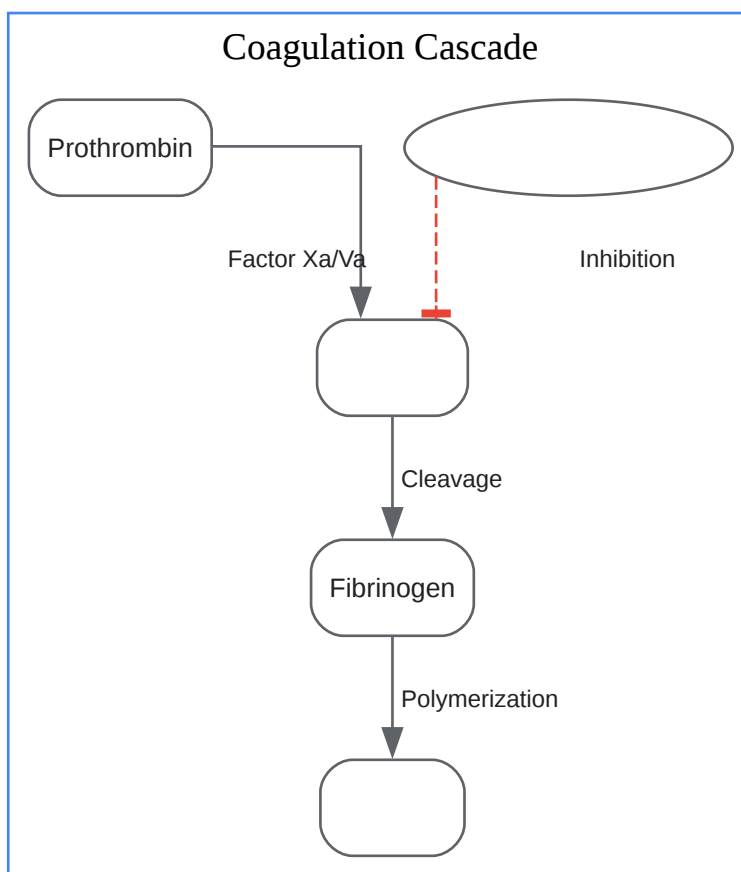 Coagulation Cascade
Prothrombin
Factor Xa/Va
Inhibition
Cleavage
Fibrinogen
Polymerization